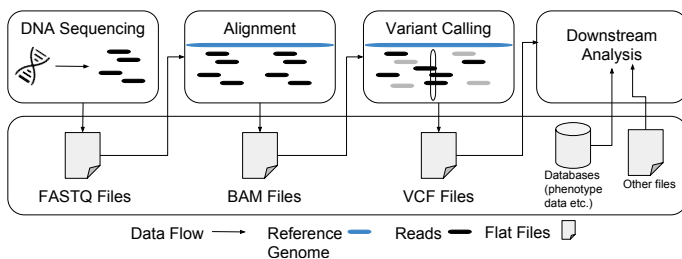 DNA Sequencing
Alignment
Variant Calling
Downstream
Analysis
FASTQ Files
BAM Files
VCF Files
Databases
(phenotype
data etc.)
Other files
Data Flow
Reference
Genome
Reads
Flat Files